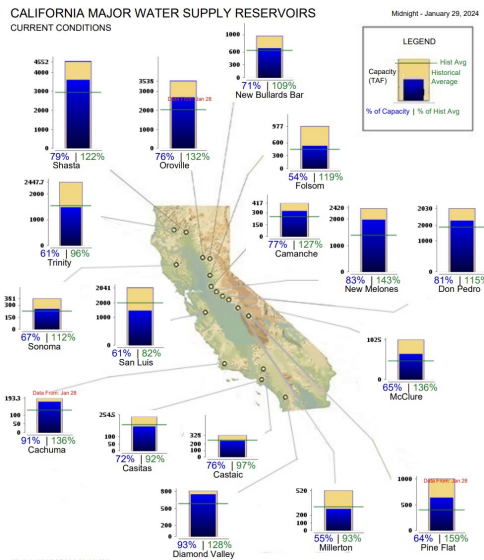 CALIFORNIA MAJOR WATER SUPPLY RESERVOIRS
CURRENT CONDITIONS
Midnight - January 29, 2024
LEGEND
Capacity
(TAF)
Hist Avg
Historical
Average
% of Capacity | % of Hist Avg
4552
4000
3000
2000
1000
0
79% | 122%
Shasta
3538
Data From: Jan 28
3000
2000
1000
0
76% | 132%
Oroville
966
600
300
0
71% | 109%
New Bullards Bar
977
600
300
0
54% | 119%
Folsom
2447.7
2000
1000
0
61% | 96%
Trinity
417
300
150
0
77% | 127%
Camanche
2420
2000
1000
0
83% | 143%
New Melones
2030
1000
0
81% | 115%
Don Pedro
381
300
150
0
67% | 112%
Sonoma
2041
2000
1000
0
61% | 82%
San Luis
1025
500
0
65% | 136%
McClure
Data From: Jan 28
193.3
100
50
0
91% | 136%
Cachuma
254.5
150
100
50
0
72% | 92%
Casitas
325
200
100
0
76% | 97%
Castaic
800
600
400
200
0
93% | 128%
Diamond Valley
520
200
100
0
55% | 93%
Millerton
Data From: Jan 28
1000
600
400
200
0
64% | 159%
Pine Flat